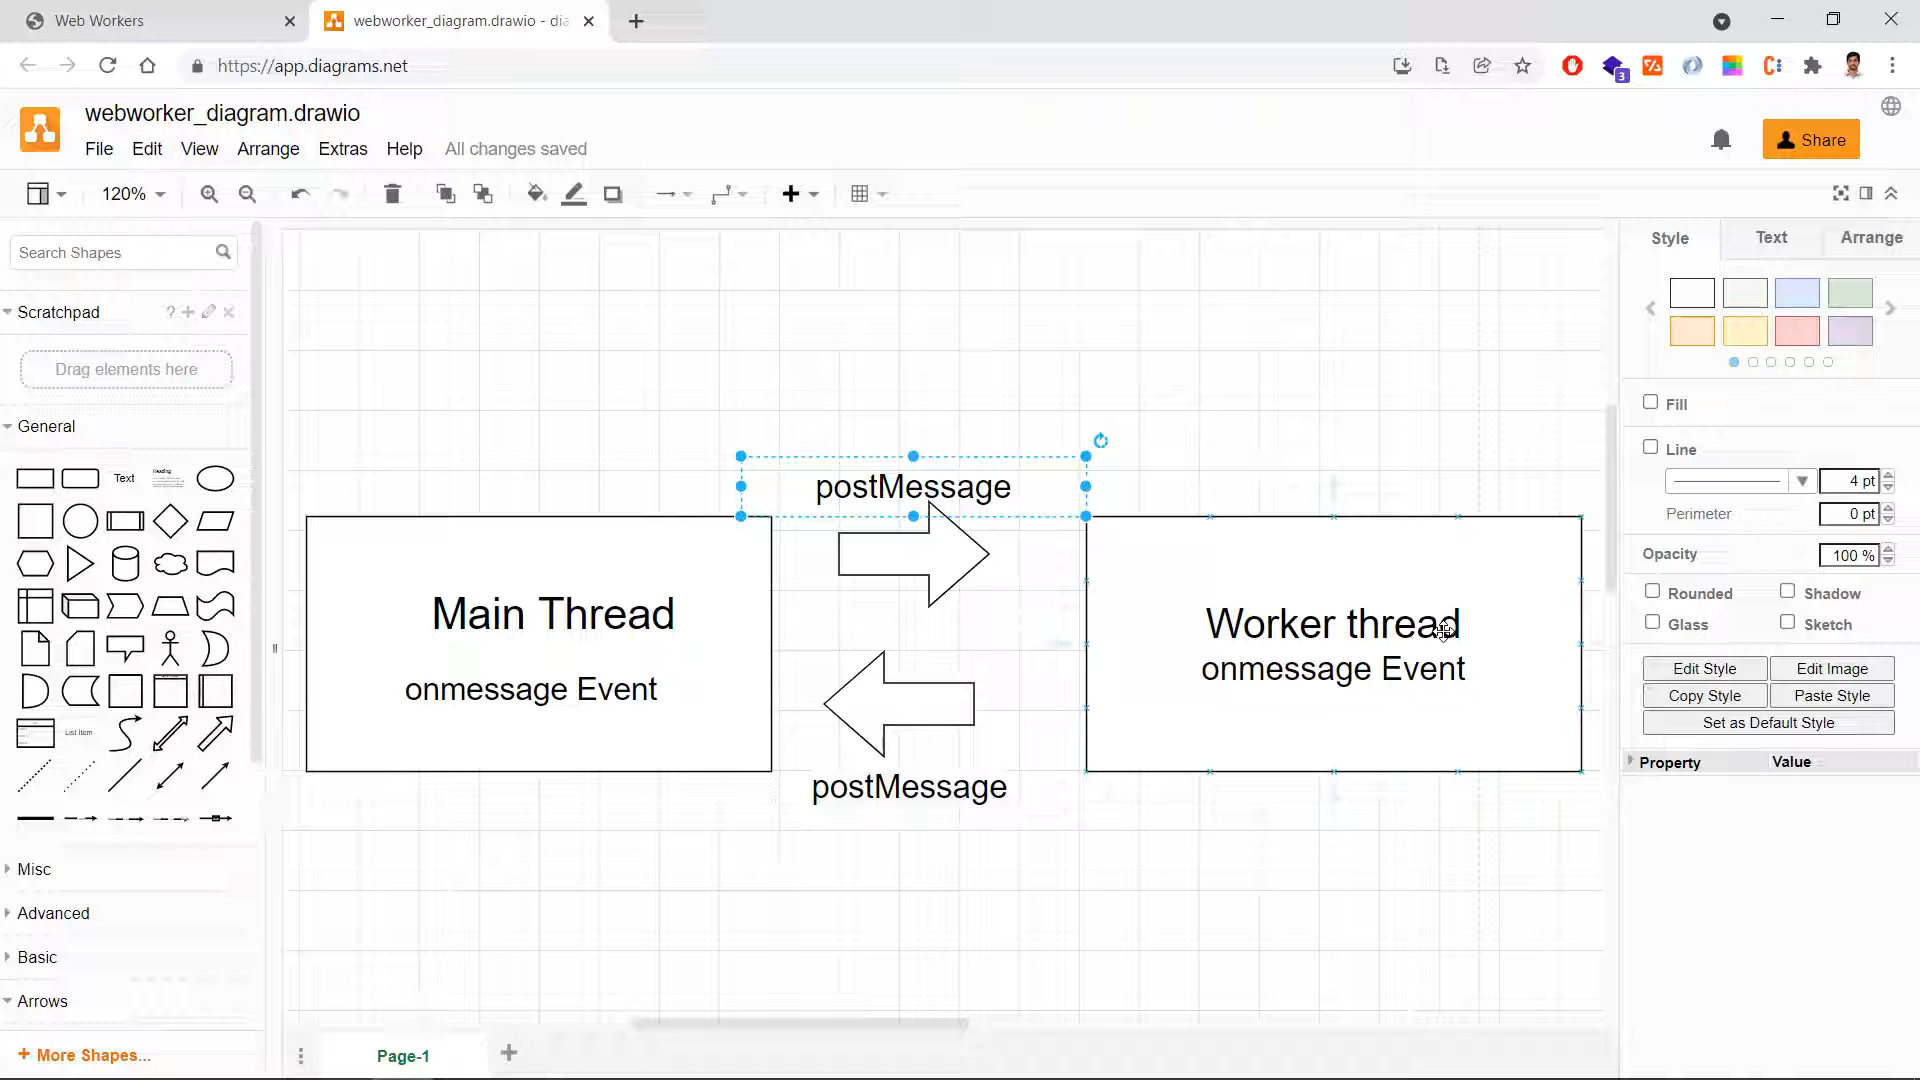 Web Workers
webworker_diagram.drawio - dia
https://app.diagrams.net
3
webworker_diagram.drawio
File Edit View Arrange Extras Help All changes saved
Share
120%
Search Shapes
Scratchpad
?
Drag elements here
General
Text
Heading
List Item
Misc
Advanced
Basic
Arrows
+ More Shapes...
postMessage
Main Thread
onmessage Event
Worker thread
onmessage Event
postMessage
Page-1
Style Text Arrange
Fill
Line
4 pt
Perimeter 0 pt
Opacity 100 %
Rounded Shadow
Glass Sketch
Edit Style Edit Image
Copy Style Paste Style
Set as Default Style
Property Value